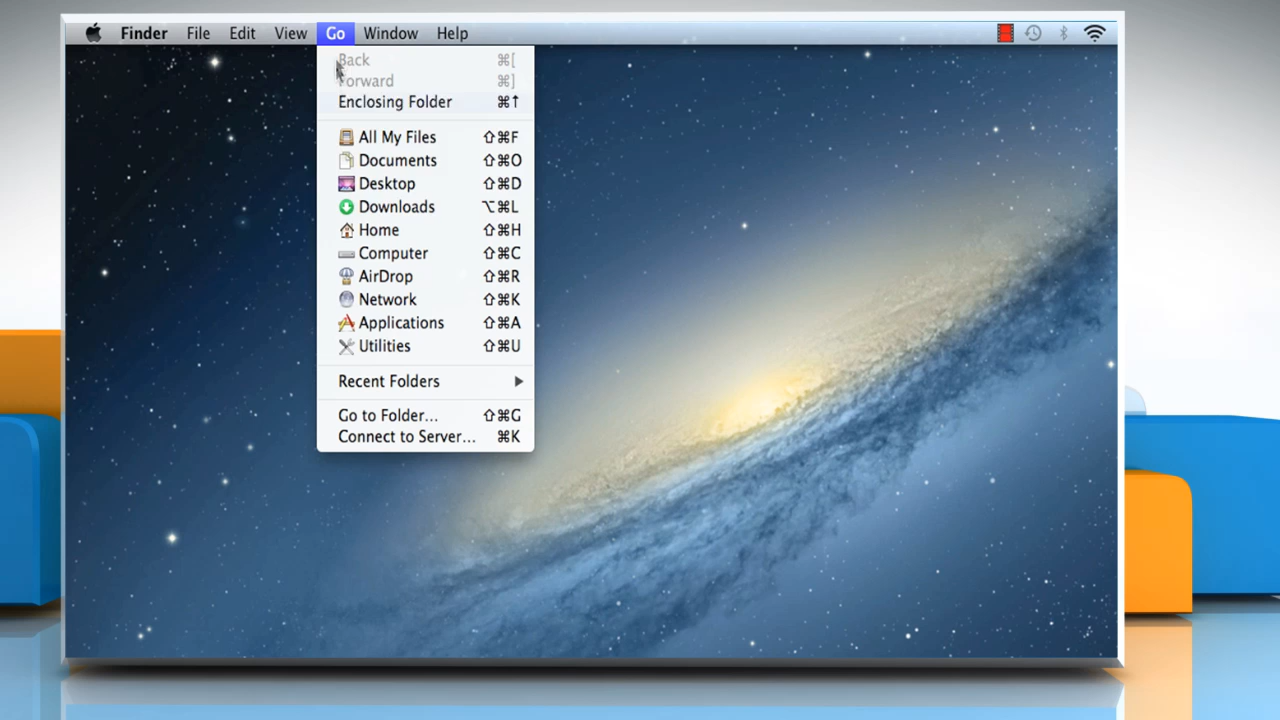 Finder File Edit View Go Window Help
Back ⌘[
Forward ⌘]
Enclosing Folder ⌘↑
All My Files ⇧⌘F
Documents ⇧⌘O
Desktop ⇧⌘D
Downloads ⌥⌘L
Home ⇧⌘H
Computer ⇧⌘C
AirDrop ⇧⌘R
Network ⇧⌘K
Applications ⇧⌘A
Utilities ⇧⌘U
Recent Folders
Go to Folder... ⇧⌘G
Connect to Server... ⌘K